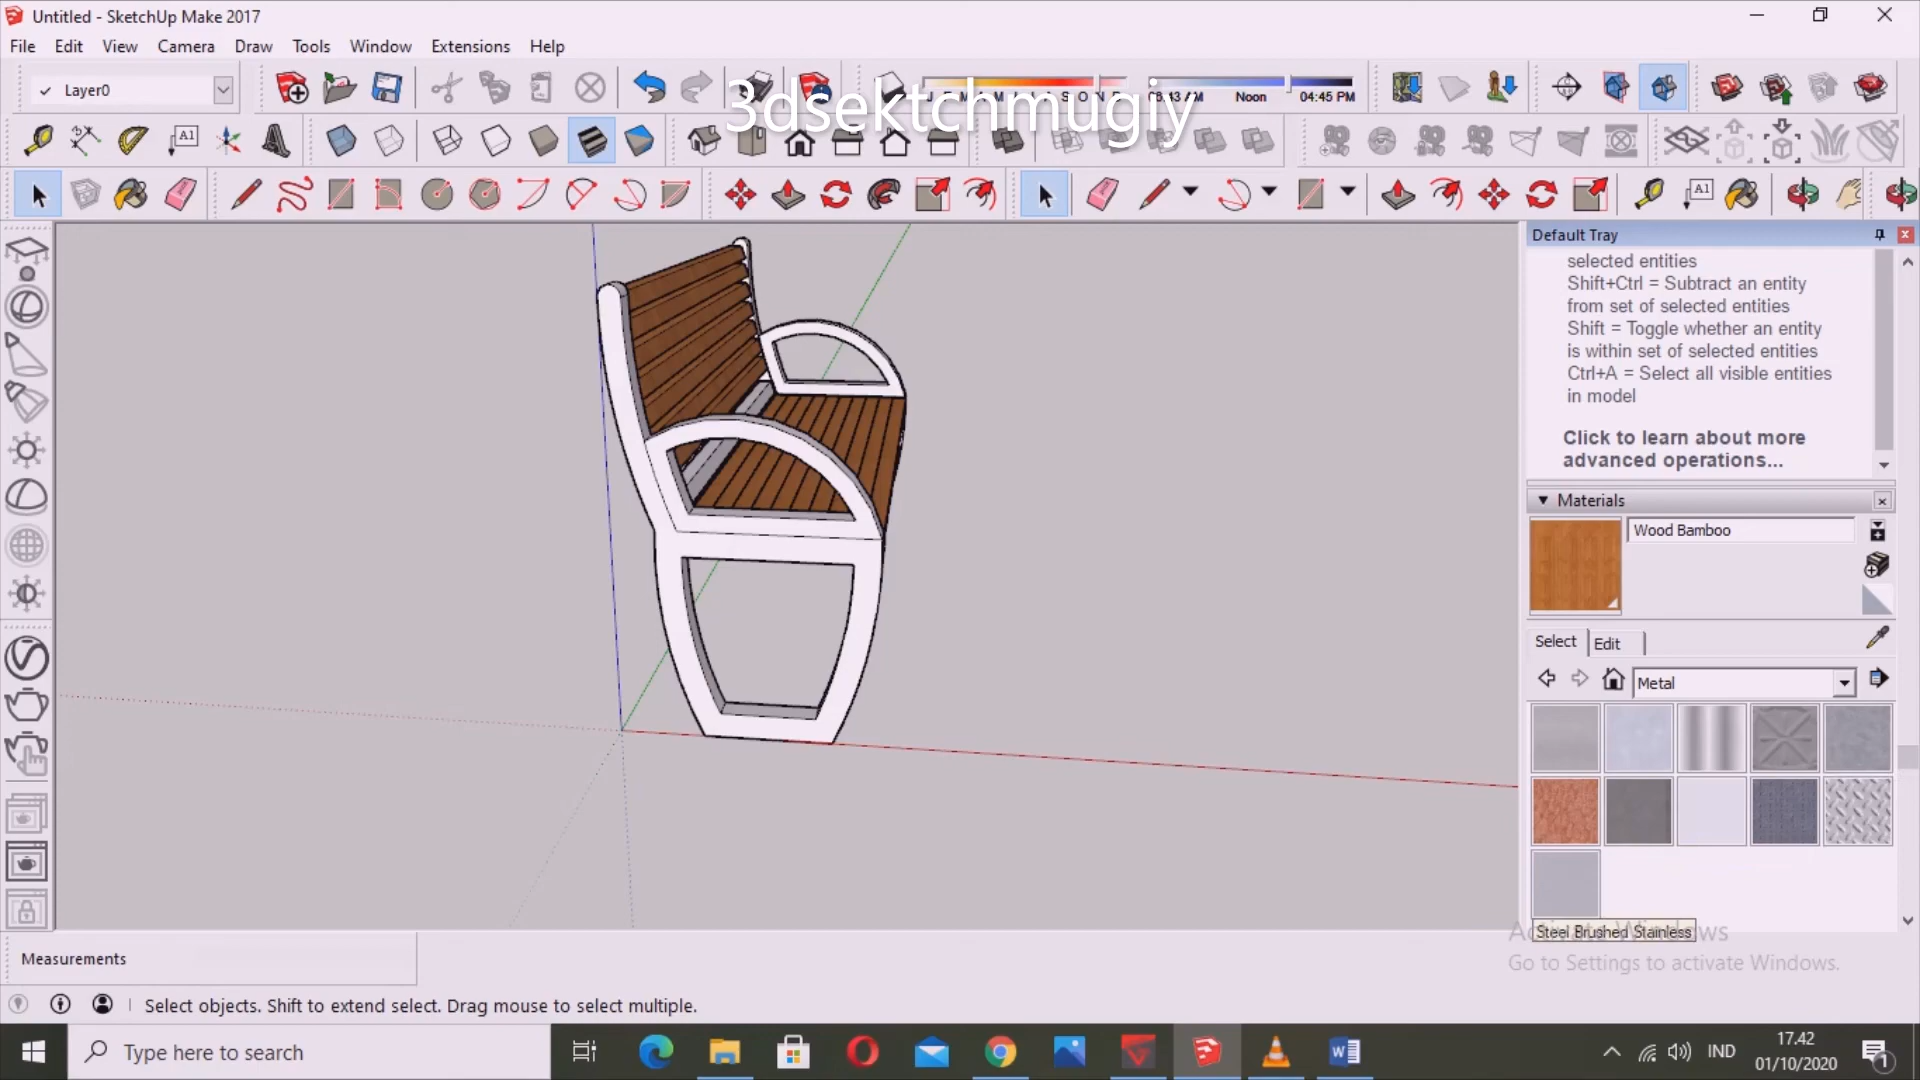 Untitled - SketchUp Make 2017
File Edit View Camera Draw Tools Window Extensions Help
Layer0
3dsektchmugiy
Noon 04:45 PM
A1
A1
Default Tray
selected entities
Shift+Ctrl = Subtract an entity
from set of selected entities
Shift = Toggle whether an entity
is within set of selected entities
Ctrl+A = Select all visible entities
in model
Click to learn about more
advanced operations...
Materials
Wood Bamboo
Select Edit
Metal
Steel Brushed Stainless
Activate Windows
Go to Settings to activate Windows.
Measurements
Select objects. Shift to extend select. Drag mouse to select multiple.
Type here to search
IND
17.42
01/10/2020
1